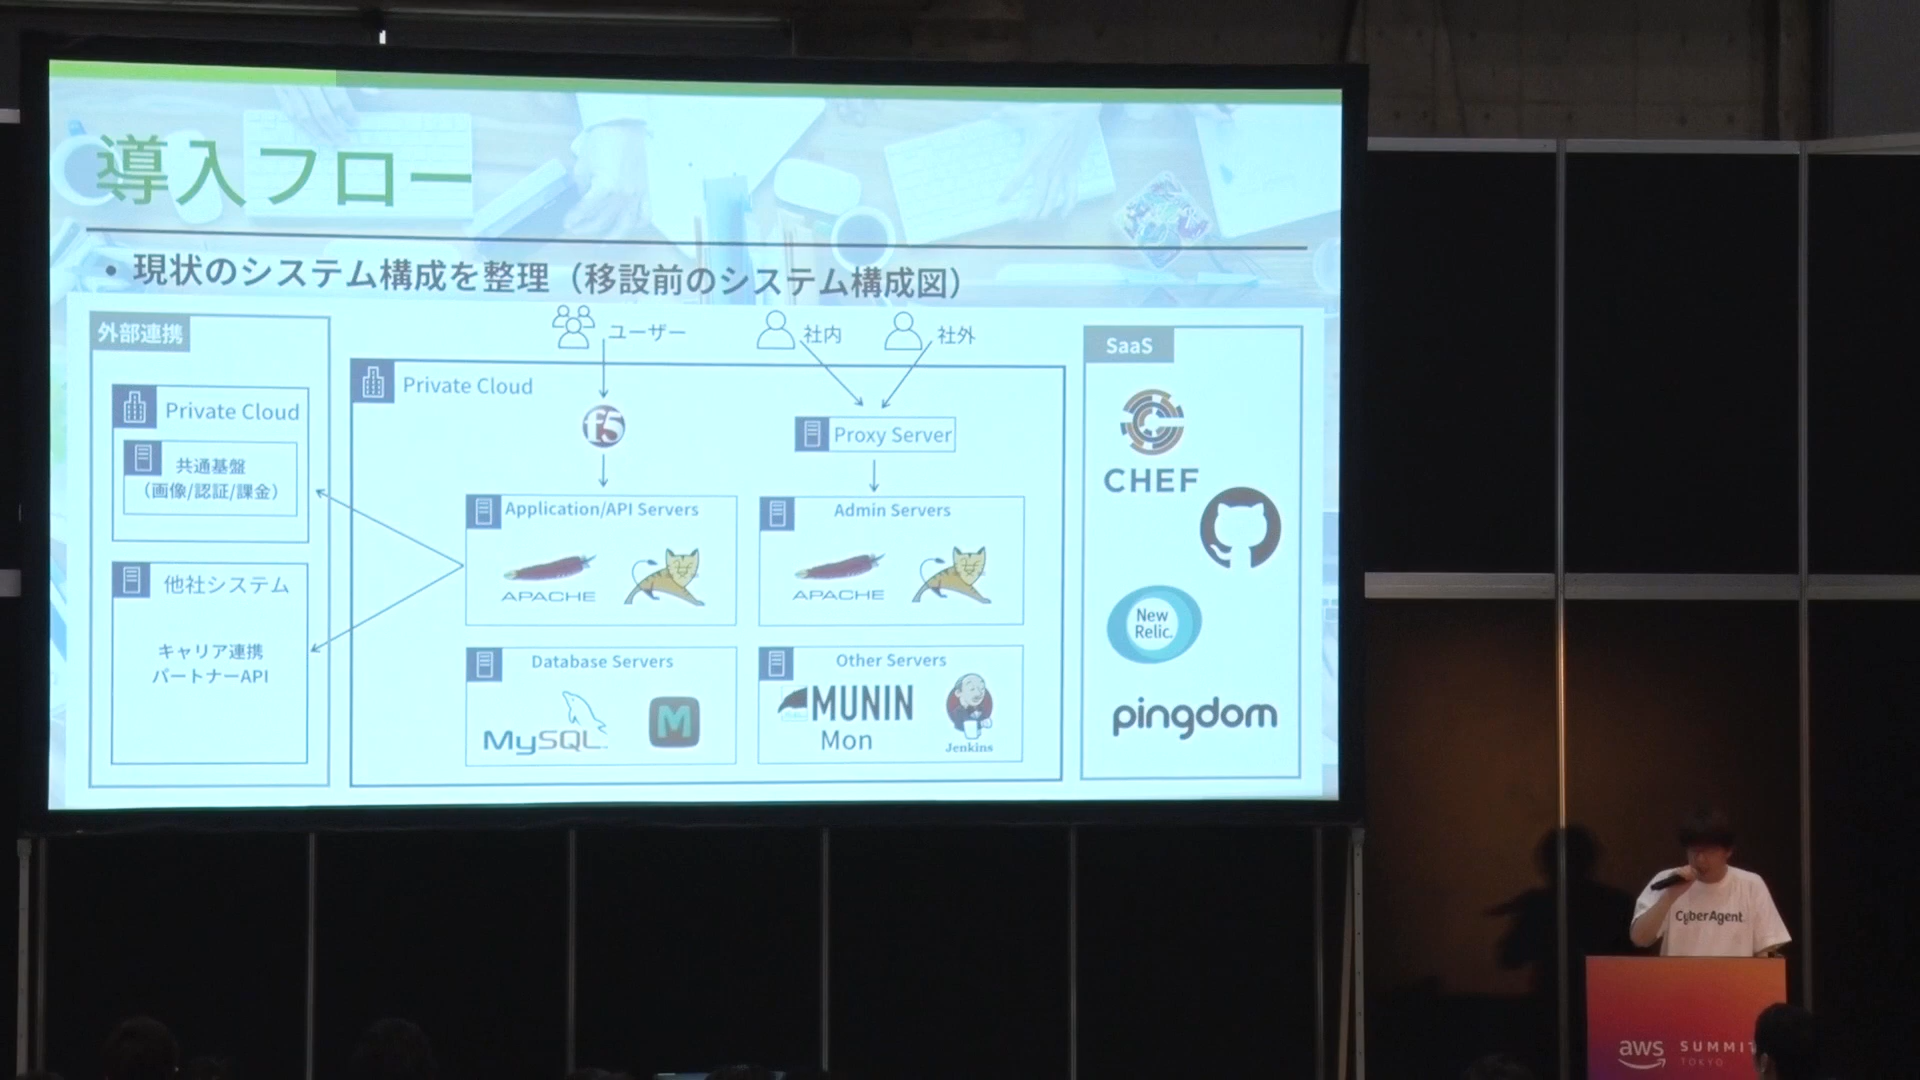 導入フロー
• 現状のシステム構成を整理（移設前のシステム構成図）
外部連携
Private Cloud
共通基盤
（画像/認証/課金）
他社システム
キャリア連携
パートナーAPI
ユーザー
社内
社外
Private Cloud
f5
Proxy Server
Application/API Servers
APACHE
Admin Servers
APACHE
Database Servers
MySQL
M
Other Servers
MUNIN
Mon
Jenkins
SaaS
CHEF
New
Relic.
pingdom
CyberAgent
aws SUMMIT
TOKYO